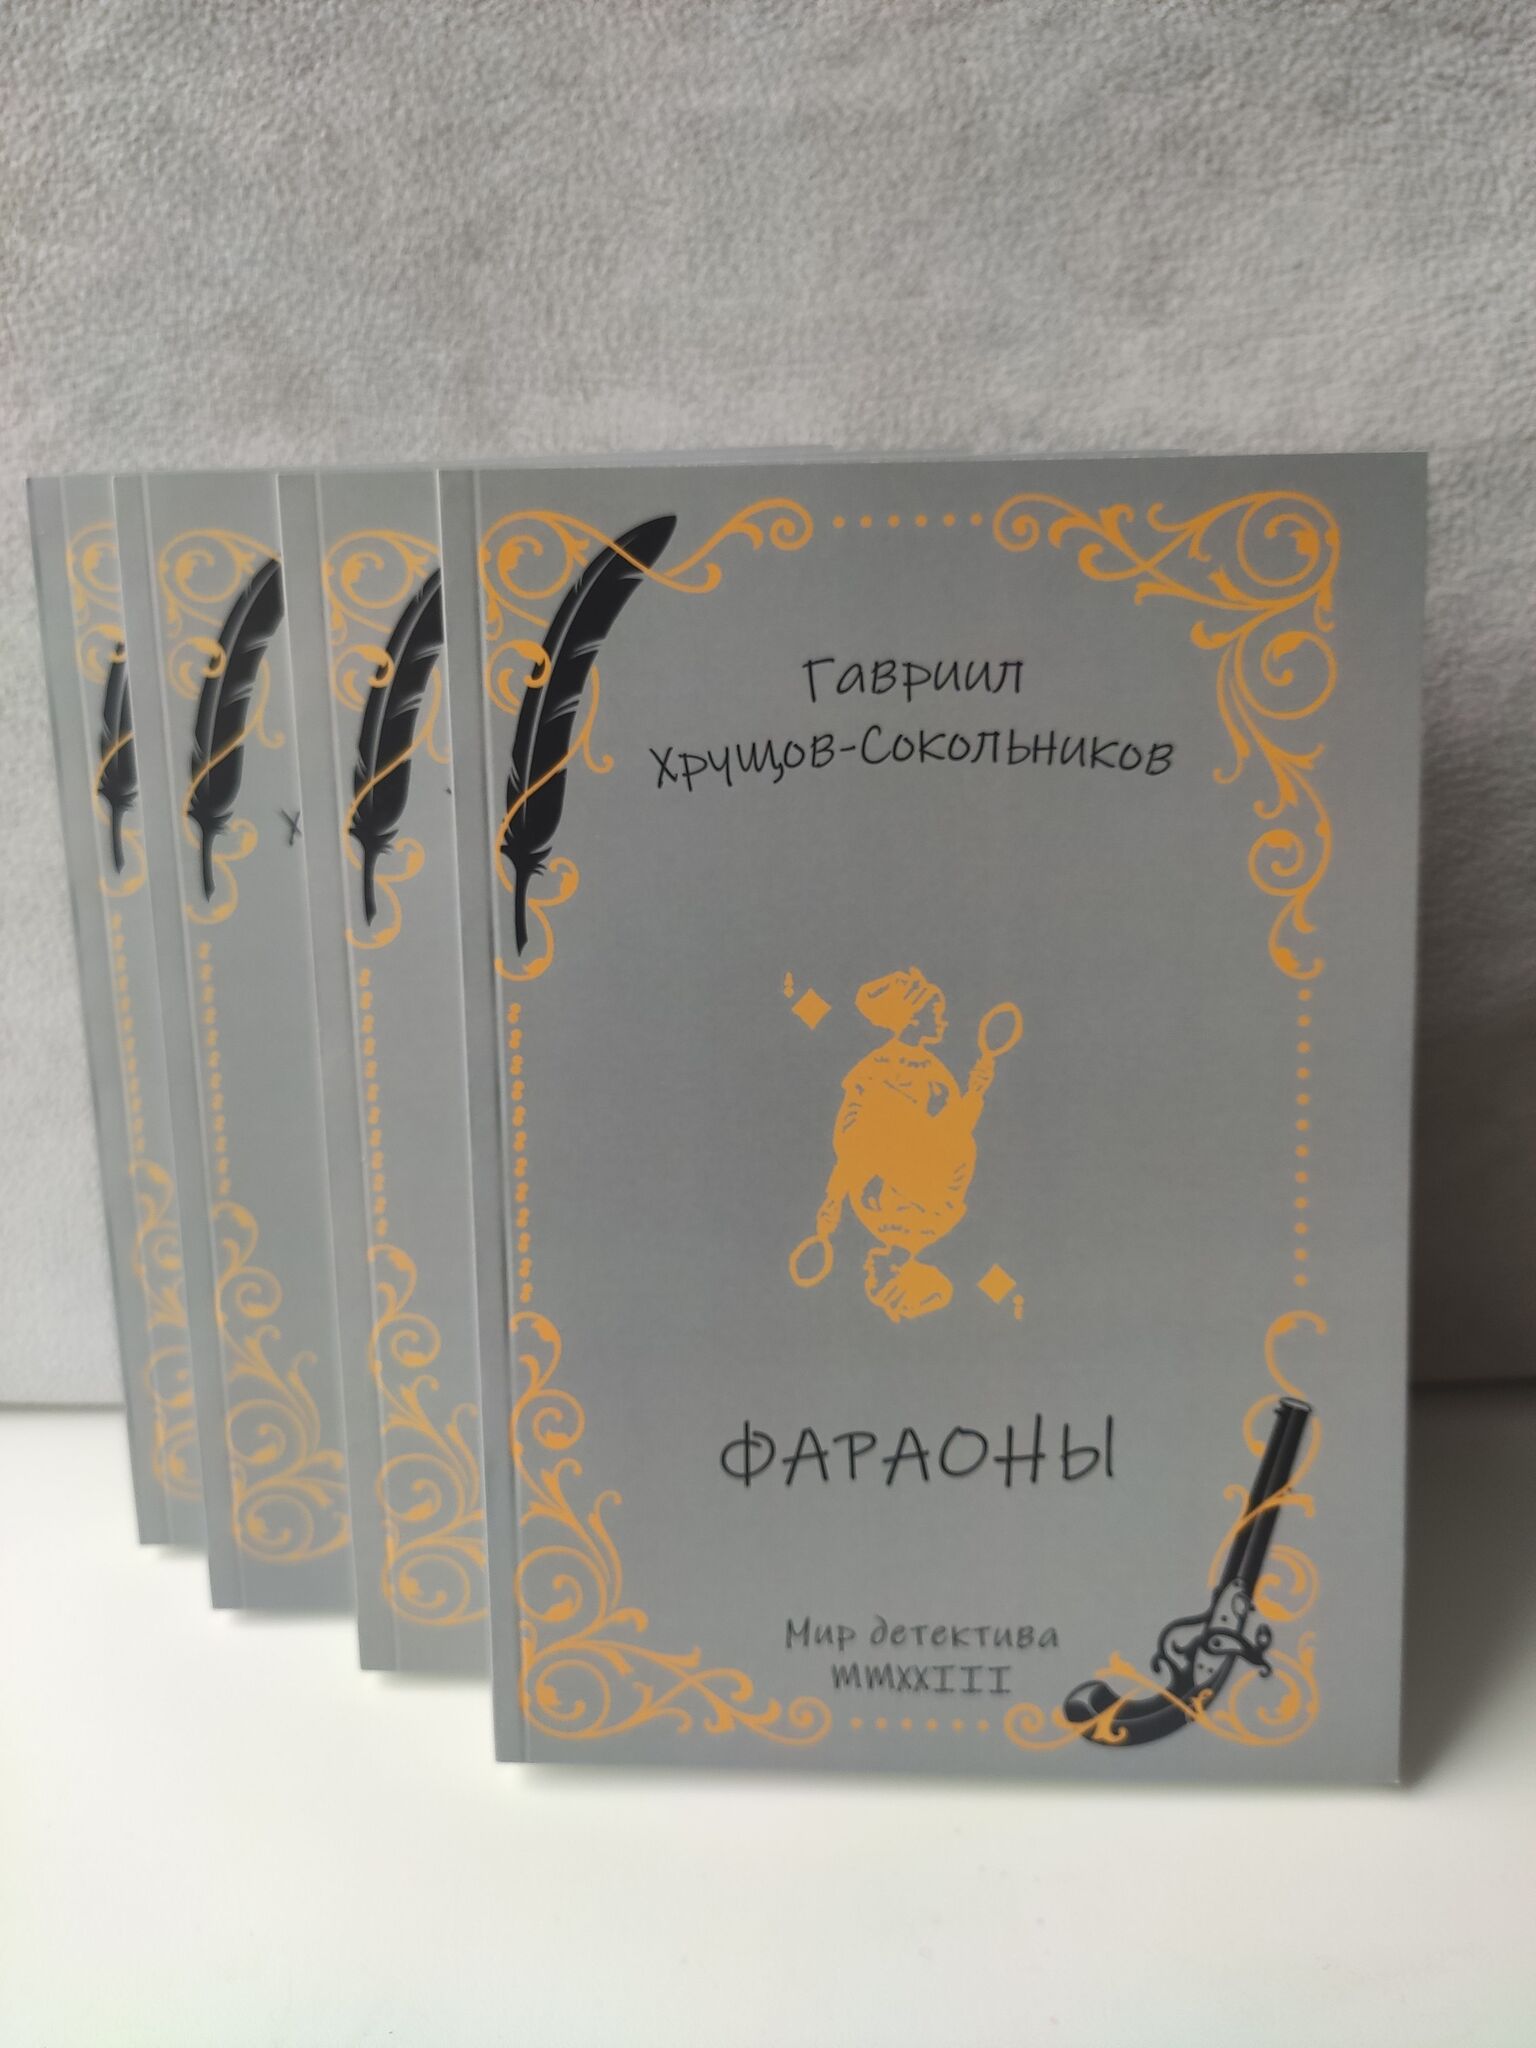 Гавриил
Хрущов-Сокольников
ФАРАОНЫ
Мир детектива
MMXXIII